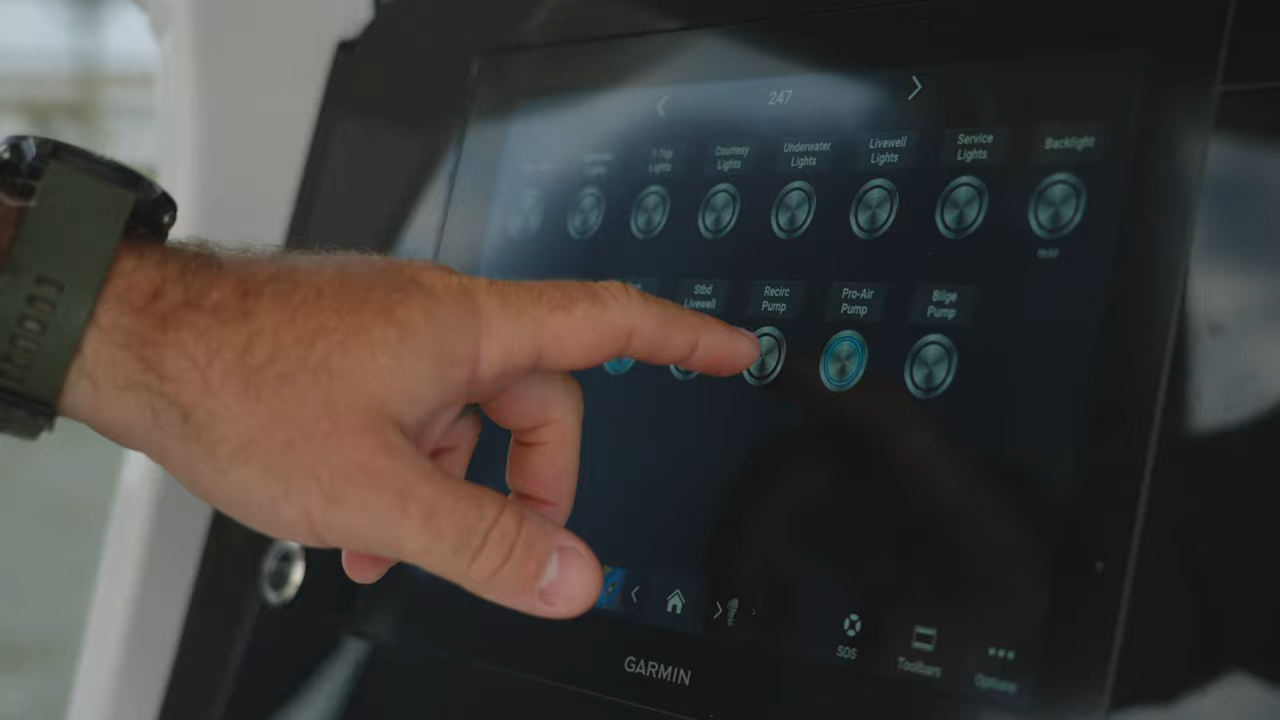 247
T-Top
Lights
Courtesy
Lights
Underwater
Lights
Livewell
Lights
Service
Lights
Backlight
Stbd
Livewell
Recirc
Pump
Pro-Air
Pump
Bilge
Pump
SOS
Toolbars
Options
GARMIN